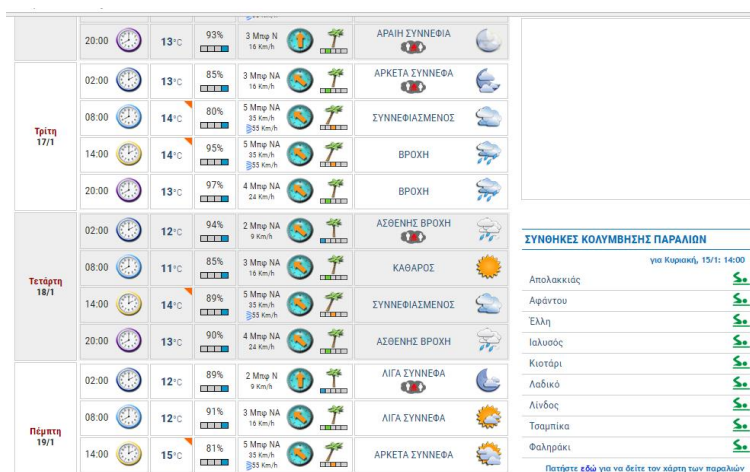 20:00 13°C 93% 3 Μπφ Ν ΑΡΑΙΗ ΣΥΝΝΕΦΙΑ
16 Km/h
02:00 13°C 85% 3 Μπφ ΝΑ ΑΡΚΕΤΑ ΣΥΝΝΕΦΑ
16 Km/h
Τρίτη
17/1
08:00 14°C 80% 5 Μπφ ΝΑ ΣΥΝΝΕΦΙΑΣΜΕΝΟΣ
35 Km/h
55 Km/h
14:00 14°C 95% 5 Μπφ ΝΑ ΒΡΟΧΗ
35 Km/h
55 Km/h
20:00 13°C 97% 4 Μπφ ΝΑ ΒΡΟΧΗ
24 Km/h
02:00 12°C 94% 2 Μπφ ΝΑ ΑΣΘΕΝΗΣ ΒΡΟΧΗ
9 Km/h
Τετάρτη
18/1
08:00 11°C 85% 3 Μπφ ΝΑ ΚΑΘΑΡΟΣ
16 Km/h
14:00 14°C 89% 5 Μπφ ΝΑ ΣΥΝΝΕΦΙΑΣΜΕΝΟΣ
35 Km/h
55 Km/h
20:00 13°C 90% 4 Μπφ ΝΑ ΑΣΘΕΝΗΣ ΒΡΟΧΗ
24 Km/h
02:00 12°C 89% 2 Μπφ Ν ΛΙΓΑ ΣΥΝΝΕΦΑ
9 Km/h
Πέμπτη
19/1
08:00 12°C 91% 3 Μπφ ΝΑ ΛΙΓΑ ΣΥΝΝΕΦΑ
16 Km/h
14:00 15°C 81% 5 Μπφ ΝΑ ΑΡΚΕΤΑ ΣΥΝΝΕΦΑ
35 Km/h
55 Km/h
ΣΥΝΘΗΚΕΣ ΚΟΛΥΜΒΗΣΗΣ ΠΑΡΑΛΙΩΝ
για Κυριακή, 15/1: 14:00
Απολακκιάς
Αφάντου
Έλλη
Ιαλυσός
Κιοτάρι
Λαδικό
Λίνδος
Τσαμπίκα
Φαληράκι
Πατήστε εδώ για να δείτε τον χάρτη των παραλιών